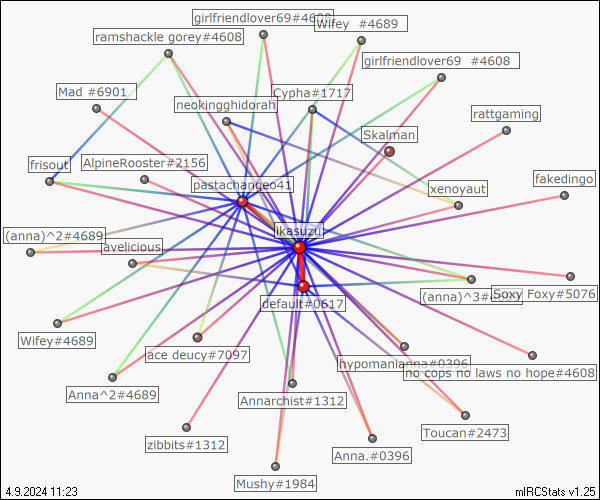 girlfriendlover69#4608
Wifey #4689
ramshackle gorey#4608
girlfriendlover69 #4608
Mad #6901
neokingghidorah
Cypha#1717
rattgaming
Skalman
frisout
AlpineRooster#2156
pastachangeo41
xenoyaut
fakedingo
(anna)^2#4689
avelicious
ikasuzu
default#0617
(anna)^3#
Soxy Foxy#5076
Wifey#4689
ace deucy#7097
hypomanianna#0396
no cops no laws no hope#4608
Anna^2#4689
Annarchist#1312
Toucan#2473
zibbits#1312
Anna.#0396
Mushy#1984
4.9.2024 11:23
mIRCStats v1.25